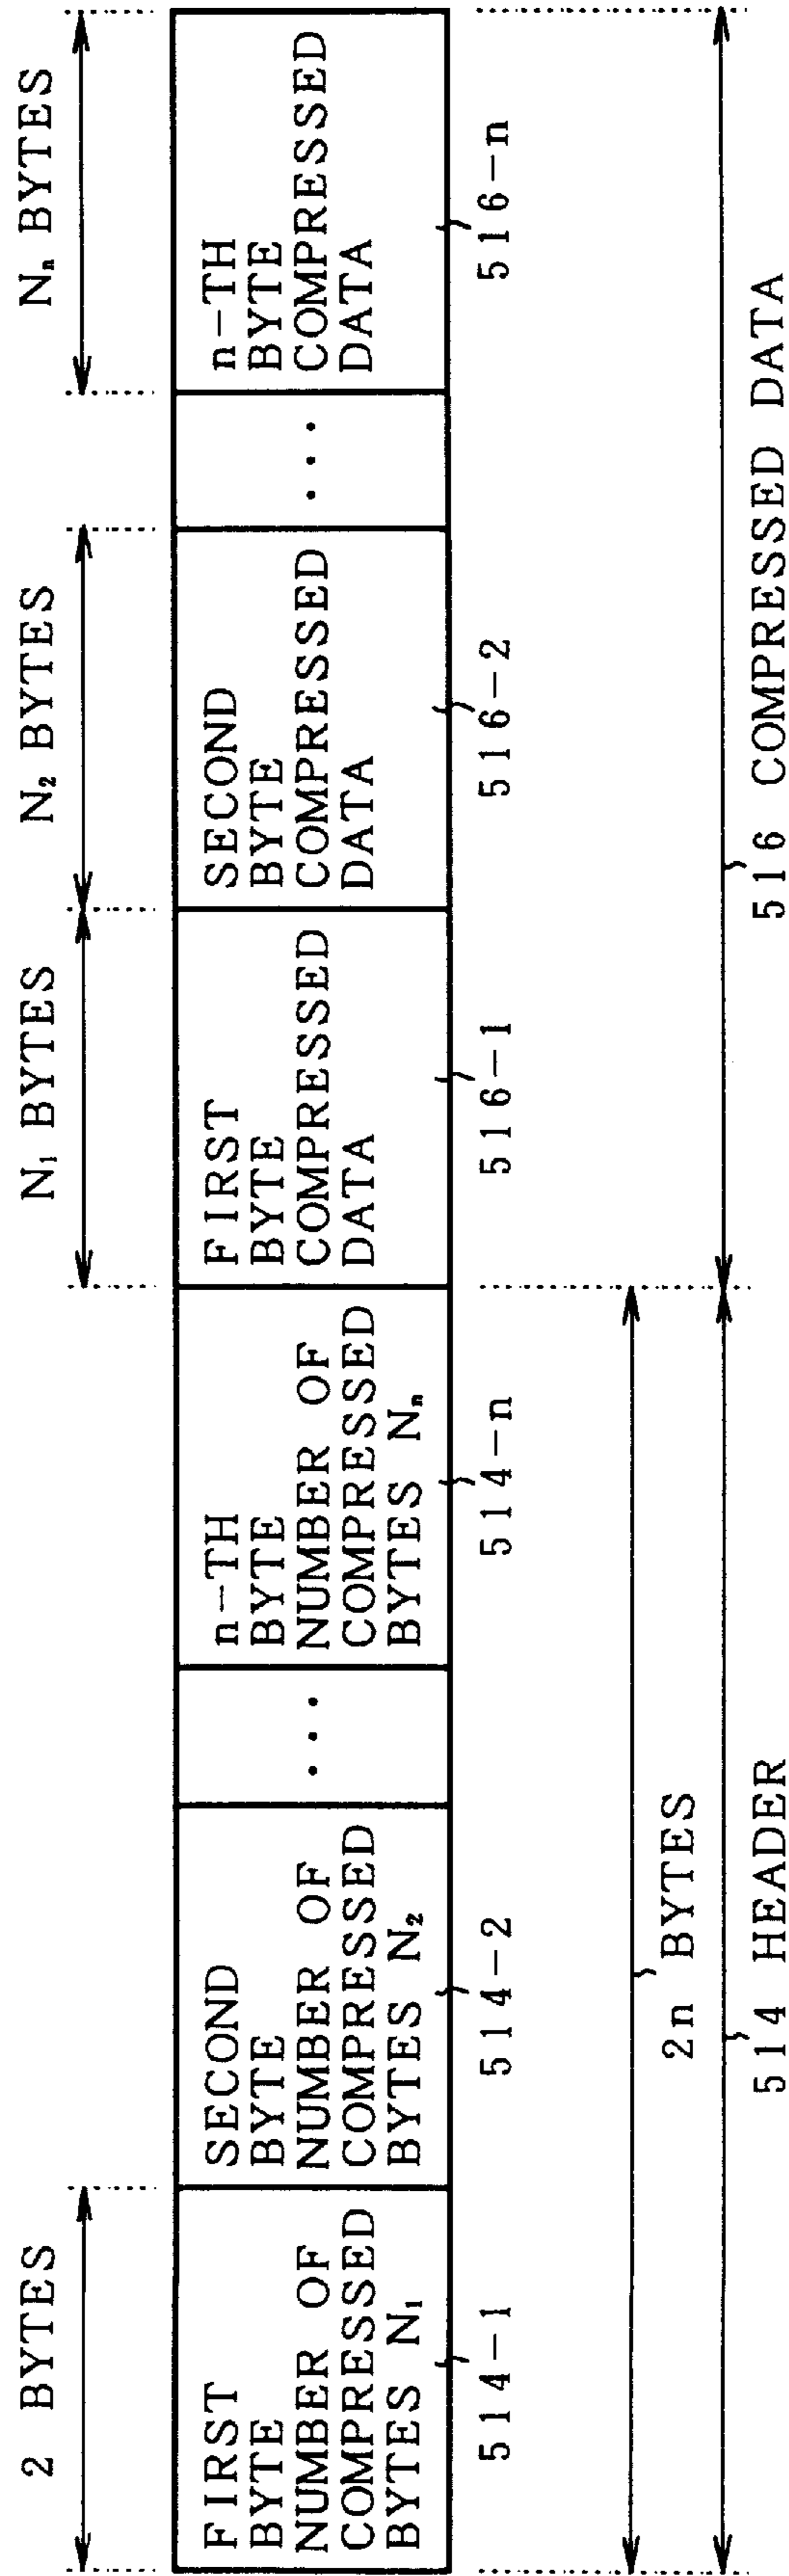 2 BYTES
N₁ BYTES
N₂ BYTES
Nₙ BYTES
FIRST
BYTE
NUMBER OF
COMPRESSED
BYTES N₁
SECOND
BYTE
NUMBER OF
COMPRESSED
BYTES N₂
...
n-TH
BYTE
NUMBER OF
COMPRESSED
BYTES Nₙ
FIRST
BYTE
COMPRESSED
DATA
SECOND
BYTE
COMPRESSED
DATA
...
n-TH
BYTE
COMPRESSED
DATA
514-1
514-2
514-n
516-1
516-2
516-n
2n BYTES
514 HEADER
516 COMPRESSED DATA